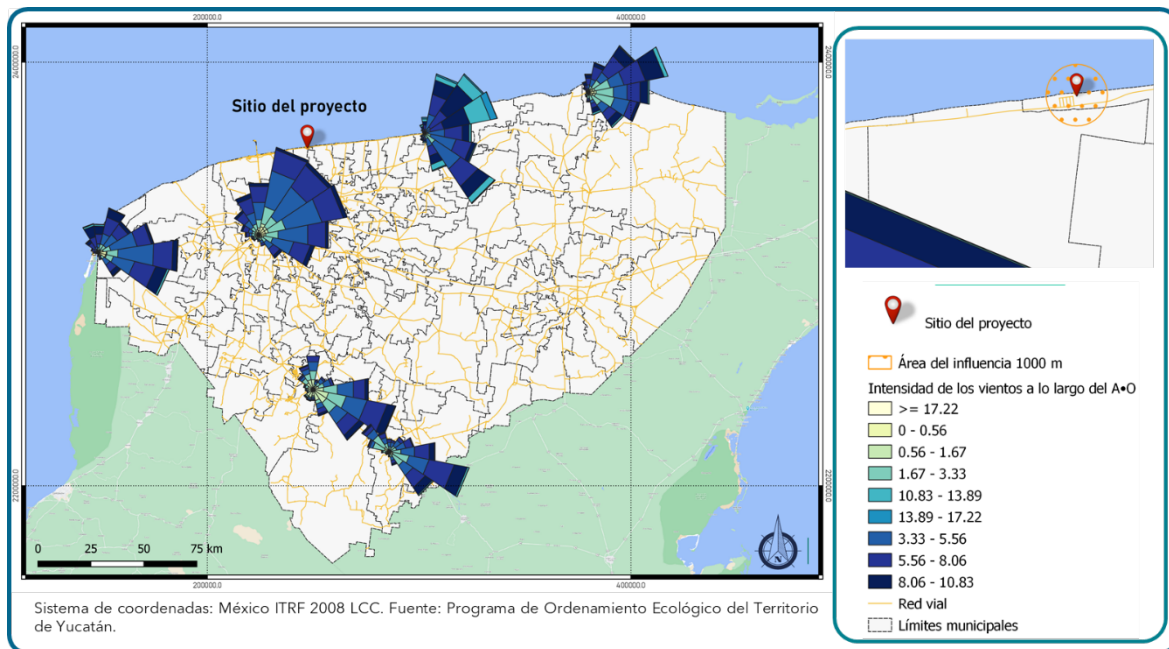 200000.0
400000.0
2400000.0
2400000.0
Sitio del proyecto
2200000.0
2200000.0
0 25 50 75 km
N
200000.0
400000.0
Sistema de coordenadas: México ITRF 2008 LCC. Fuente: Programa de Ordenamiento Ecológico del Territorio
de Yucatán.
Sitio del proyecto
Área del influencia 1000 m
Intensidad de los vientos a lo largo del A•O
>= 17.22
0 - 0.56
0.56 - 1.67
1.67 - 3.33
10.83 - 13.89
13.89 - 17.22
3.33 - 5.56
5.56 - 8.06
8.06 - 10.83
Red vial
Límites municipales